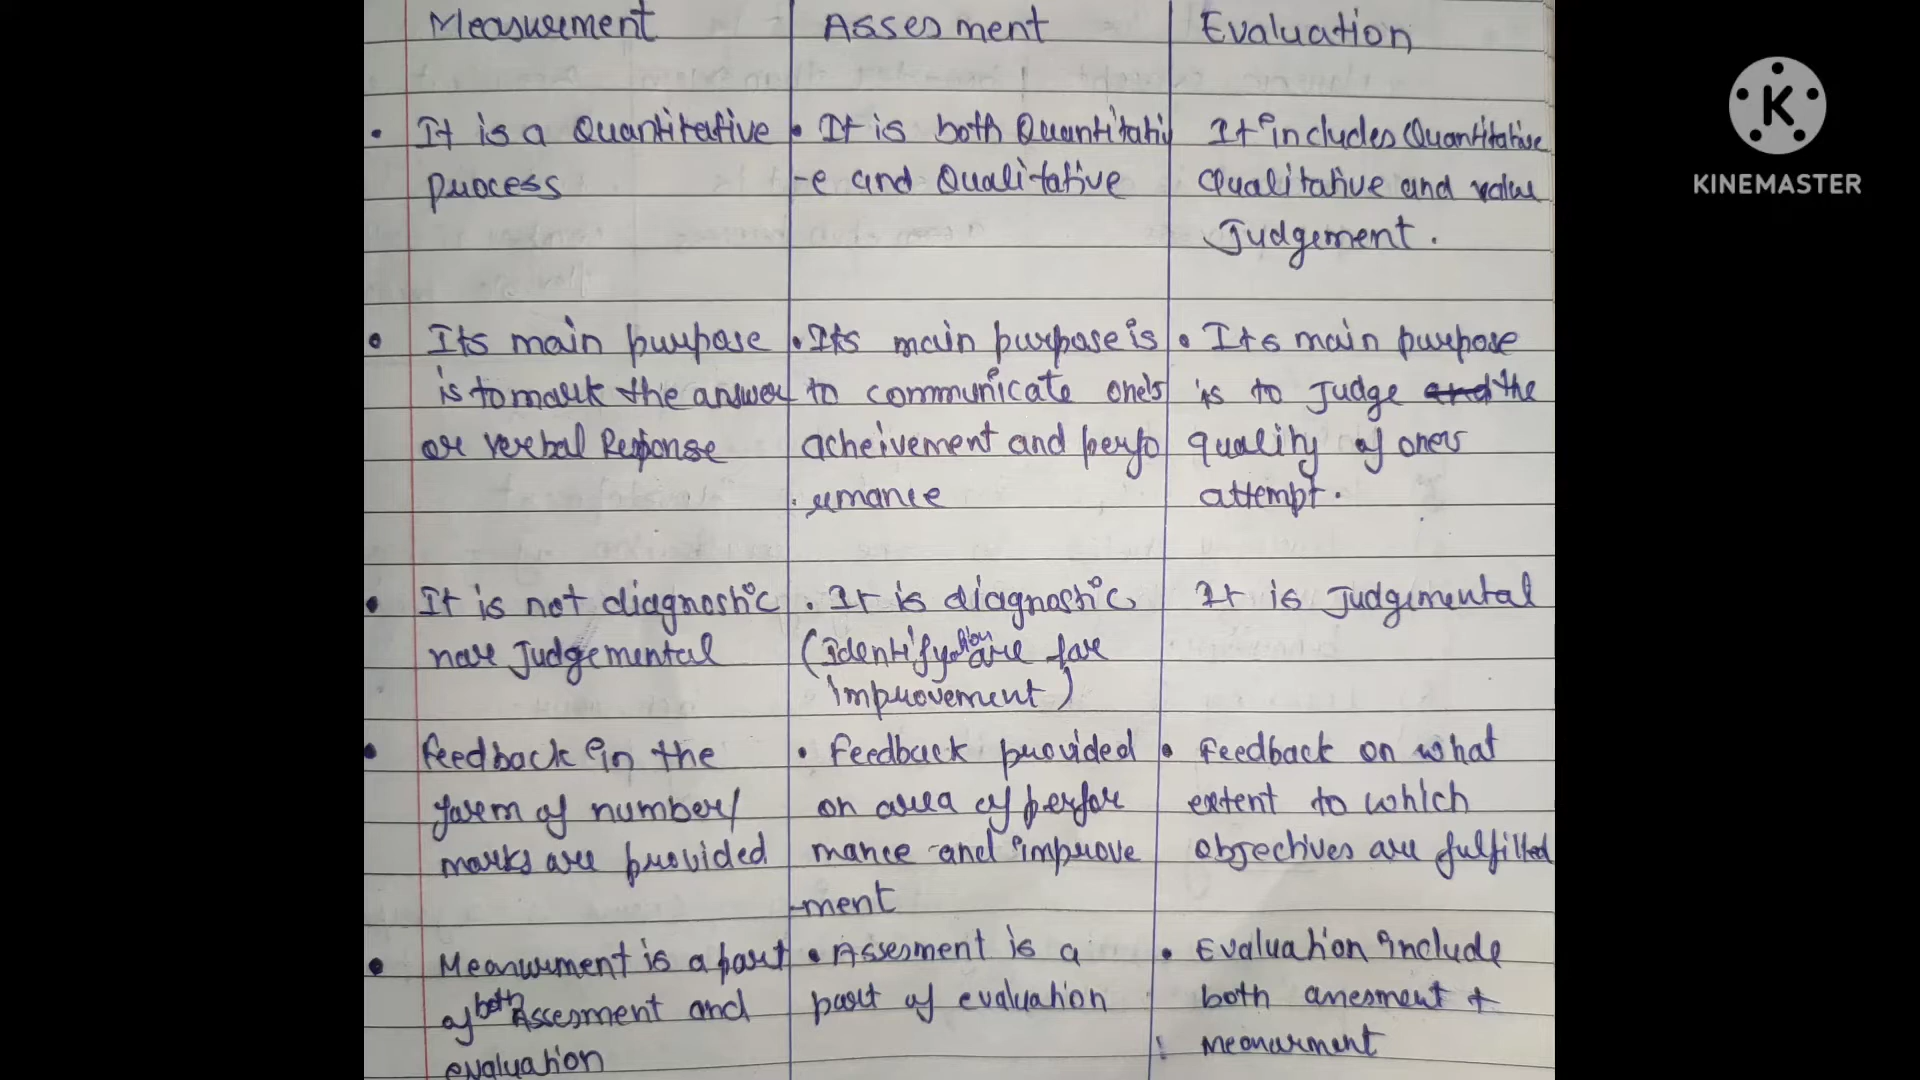 Measurement
It is a Quantitative
process
Its main purpose
is to mark the answer
or verbal Response
It is not diagnostic
nor Judgemental
feedback in the
form of number/
marks are provided
Measurment is a part
of both Assesment and
evaluation
Assesment
It is both Quantitativ
-e and Qualitative
Its main purpose is
to communicate one's
acheivement and perfo
rmance
It is diagnostic
(identify are for
improvement)
feedback provided
on area of perfor
mance and improve
-ment
Assesment is a
part of evaluation
Evaluation
It includes Quantitative
Qualitative and value
Judgement.
Its main purpose
is to Judge and the
quality of ones
attempt.
It is Judgimental
feedback on what
extent to which
objectives are fulfilled
Evaluation include
both assesment +
measurment
KINEMASTER